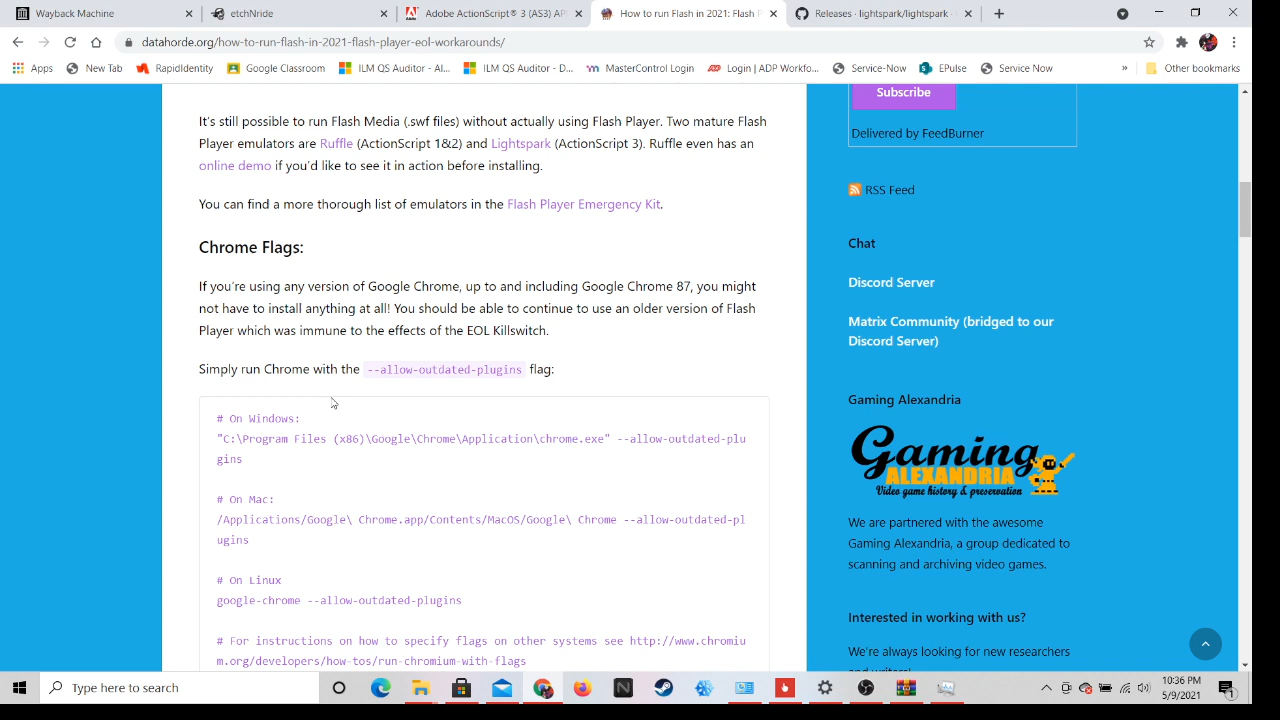 Wayback Machine
etchNride
Adobe ActionScript® 3 (AS3) AP
How to run Flash in 2021: Flash P
Releases · lightspark/lightspark ·
datahorde.org/how-to-run-flash-in-2021-flash-player-eol-workarounds/
Apps
New Tab
RapidIdentity
Google Classroom
ILM QS Auditor - Al...
ILM QS Auditor - D...
MasterControl Login
Login | ADP Workfo...
Service-Now
EPulse
Service Now
»
Other bookmarks
It's still possible to run Flash Media (.swf files) without actually using Flash Player. Two mature Flash
Player emulators are Ruffle (ActionScript 1&2) and Lightspark (ActionScript 3). Ruffle even has an
online demo if you'd like to see it in action before installing.
You can find a more thorough list of emulators in the Flash Player Emergency Kit.
Chrome Flags:
If you're using any version of Google Chrome, up to and including Google Chrome 87, you might
not have to install anything at all! You should be able to continue to use an older version of Flash
Player which was immune to the effects of the EOL Killswitch.
Simply run Chrome with the --allow-outdated-plugins flag:
# On Windows:
"C:\Program Files (x86)\Google\Chrome\Application\chrome.exe" --allow-outdated-plu
gins
# On Mac:
/Applications/Google\ Chrome.app/Contents/MacOS/Google\ Chrome --allow-outdated-pl
ugins
# On Linux
google-chrome --allow-outdated-plugins
# For instructions on how to specify flags on other systems see http://www.chromiu
m.org/developers/how-tos/run-chromium-with-flags
Subscribe
Delivered by FeedBurner
RSS Feed
Chat
Discord Server
Matrix Community (bridged to our
Discord Server)
Gaming Alexandria
Gaming
ALEXANDRIA
Video game history & preservation
We are partnered with the awesome
Gaming Alexandria, a group dedicated to
scanning and archiving video games.
Interested in working with us?
We're always looking for new researchers
and writers!
Type here to search
10:36 PM
5/9/2021